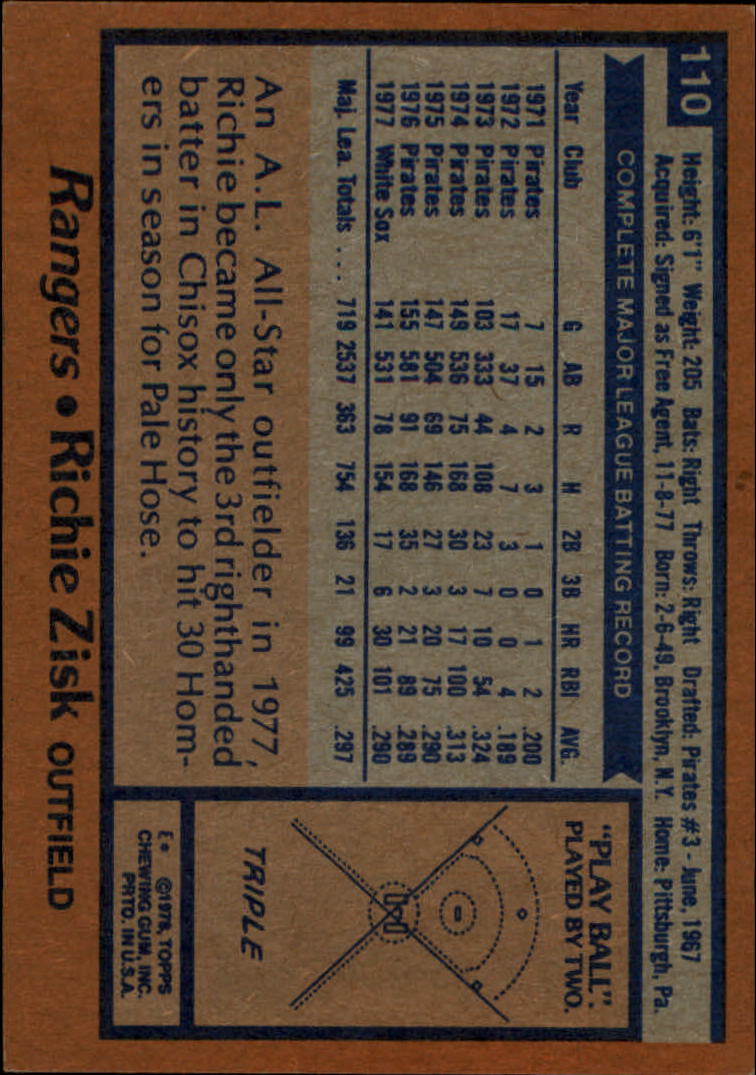 110
Height: 6'1" Weight: 205 Bats: Right Throws: Right Drafted: Pirates #3 - June, 1967
Acquired: Signed as Free Agent, 11-8-77 Born: 2-6-49, Brooklyn, N.Y. Home: Pittsburgh, Pa.
COMPLETE MAJOR LEAGUE BATTING RECORD
Year Club G AB R H 2B 3B HR RBI AVG.
1971 Pirates 7 15 2 3 1 0 1 2 .200
1972 Pirates 17 37 4 7 3 0 0 4 .189
1973 Pirates 103 333 44 108 23 7 10 54 .324
1974 Pirates 149 536 75 168 30 3 17 100 .313
1975 Pirates 147 504 69 146 27 3 20 75 .290
1976 Pirates 155 581 91 168 35 2 21 89 .289
1977 White Sox 141 531 78 154 17 6 30 101 .290
Maj. Lea. Totals .... 719 2537 363 754 136 21 99 425 .297
An A.L. All-Star outfielder in 1977,
Richie became only the 3rd righthanded
batter in Chisox history to hit 30 Hom-
ers in season for Pale Hose.
"PLAY BALL":
PLAYED BY TWO.
TRIPLE
E* ©1978, TOPPS
CHEWING GUM, INC.
PRTD. IN U.S.A.
Rangers • Richie Zisk OUTFIELD